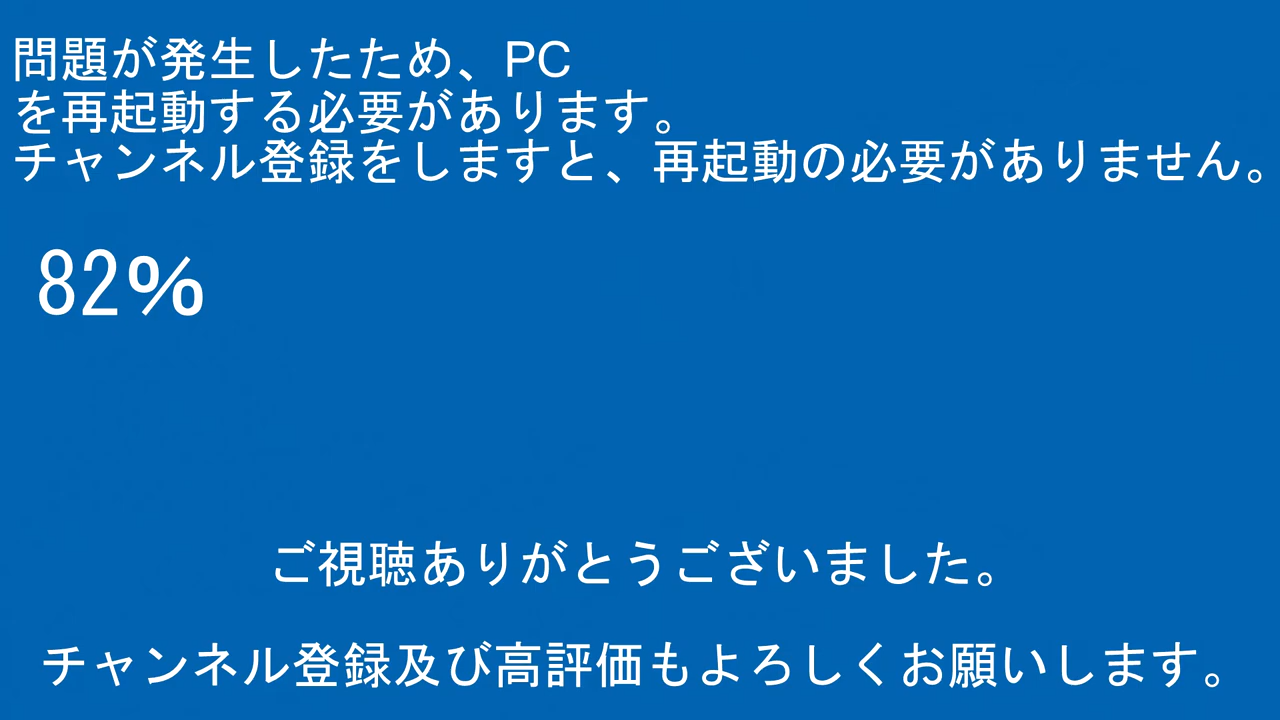 問題が発生したため、PC
を再起動する必要があります。
チャンネル登録をしますと、再起動の必要がありません。
82%
ご視聴ありがとうございました。
チャンネル登録及び高評価もよろしくお願いします。